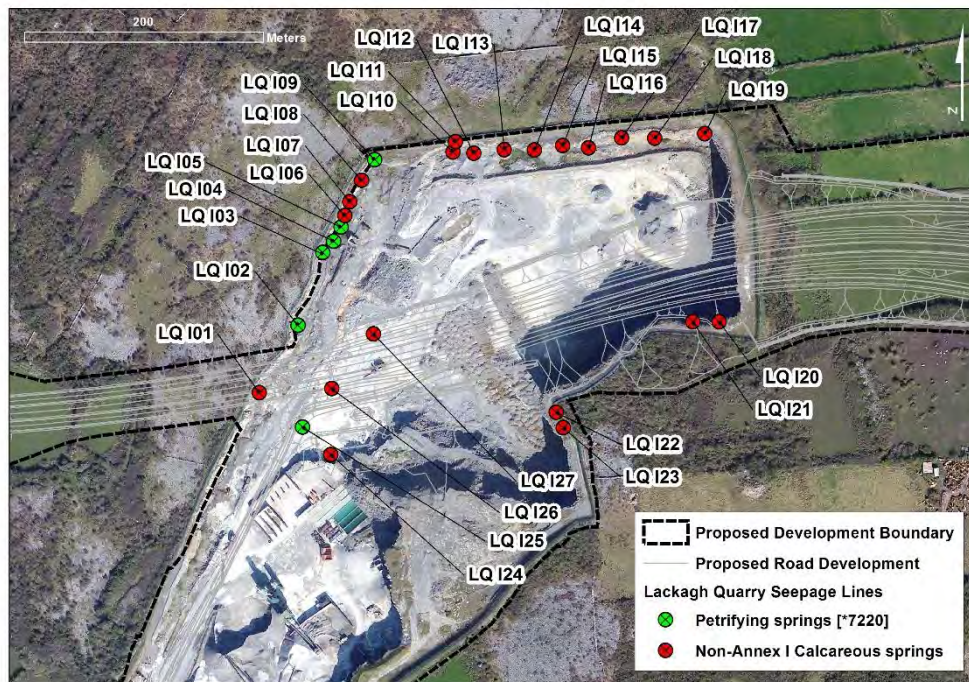 200
Meters
LQ I12
LQ I13
LQ I14
LQ I17
LQ I11
LQ I15
LQ I18
LQ I09
LQ I10
LQ I16
LQ I19
LQ I08
LQ I07
LQ I05
LQ I06
LQ I04
LQ I03
LQ I02
LQ I01
LQ I20
LQ I21
LQ I22
LQ I23
LQ I27
LQ I26
LQ I25
LQ I24
N
Proposed Development Boundary
Proposed Road Development
Lackagh Quarry Seepage Lines
Petrifying springs [*7220]
Non-Annex I Calcareous springs